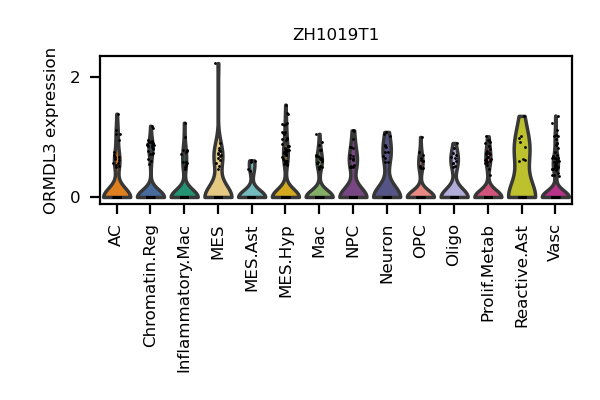 ZH1019T1
ORMDL3 expression
2
0
AC
Chromatin.Reg
Inflammatory.Mac
MES
MES.Ast
MES.Hyp
Mac
NPC
Neuron
OPC
Oligo
Prolif.Metab
Reactive.Ast
Vasc